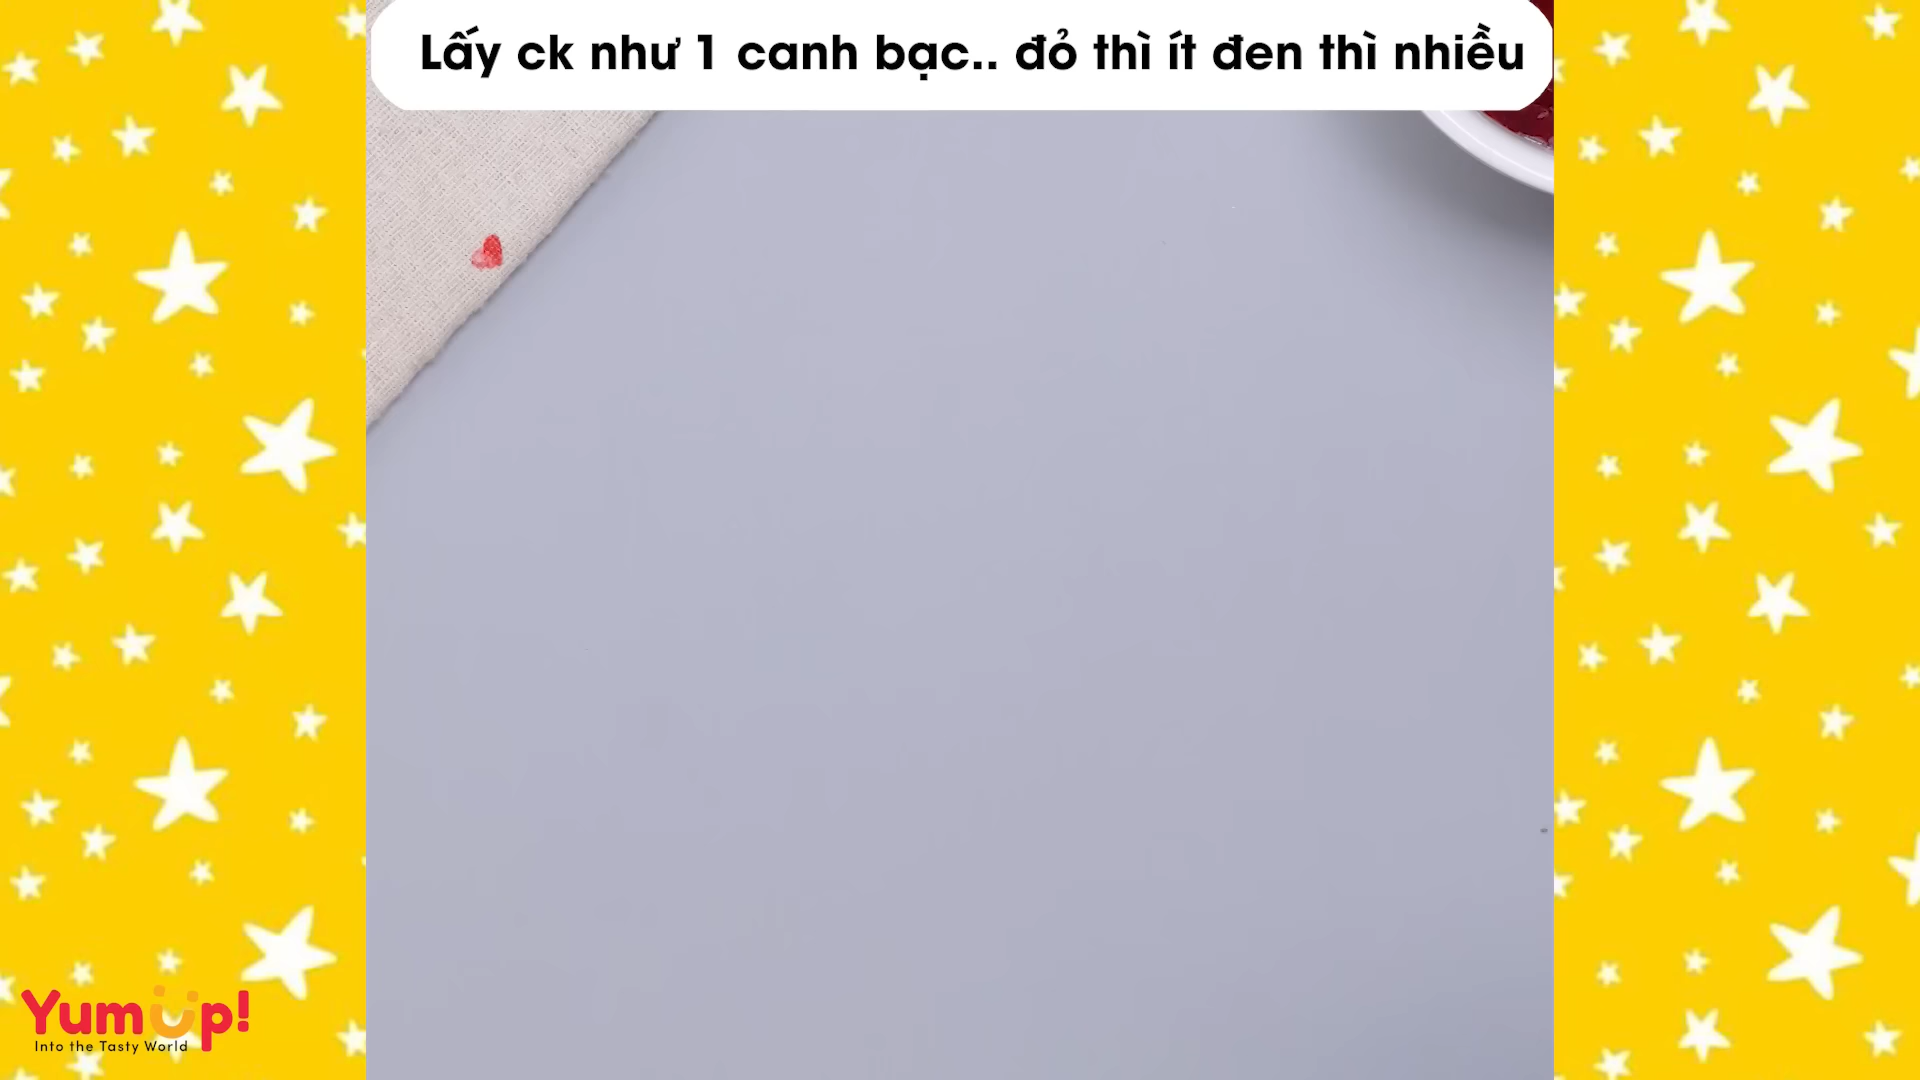 Lấy ck như 1 canh bạc.. đỏ thì ít đen thì nhiều
YumUp!
Into the Tasty World